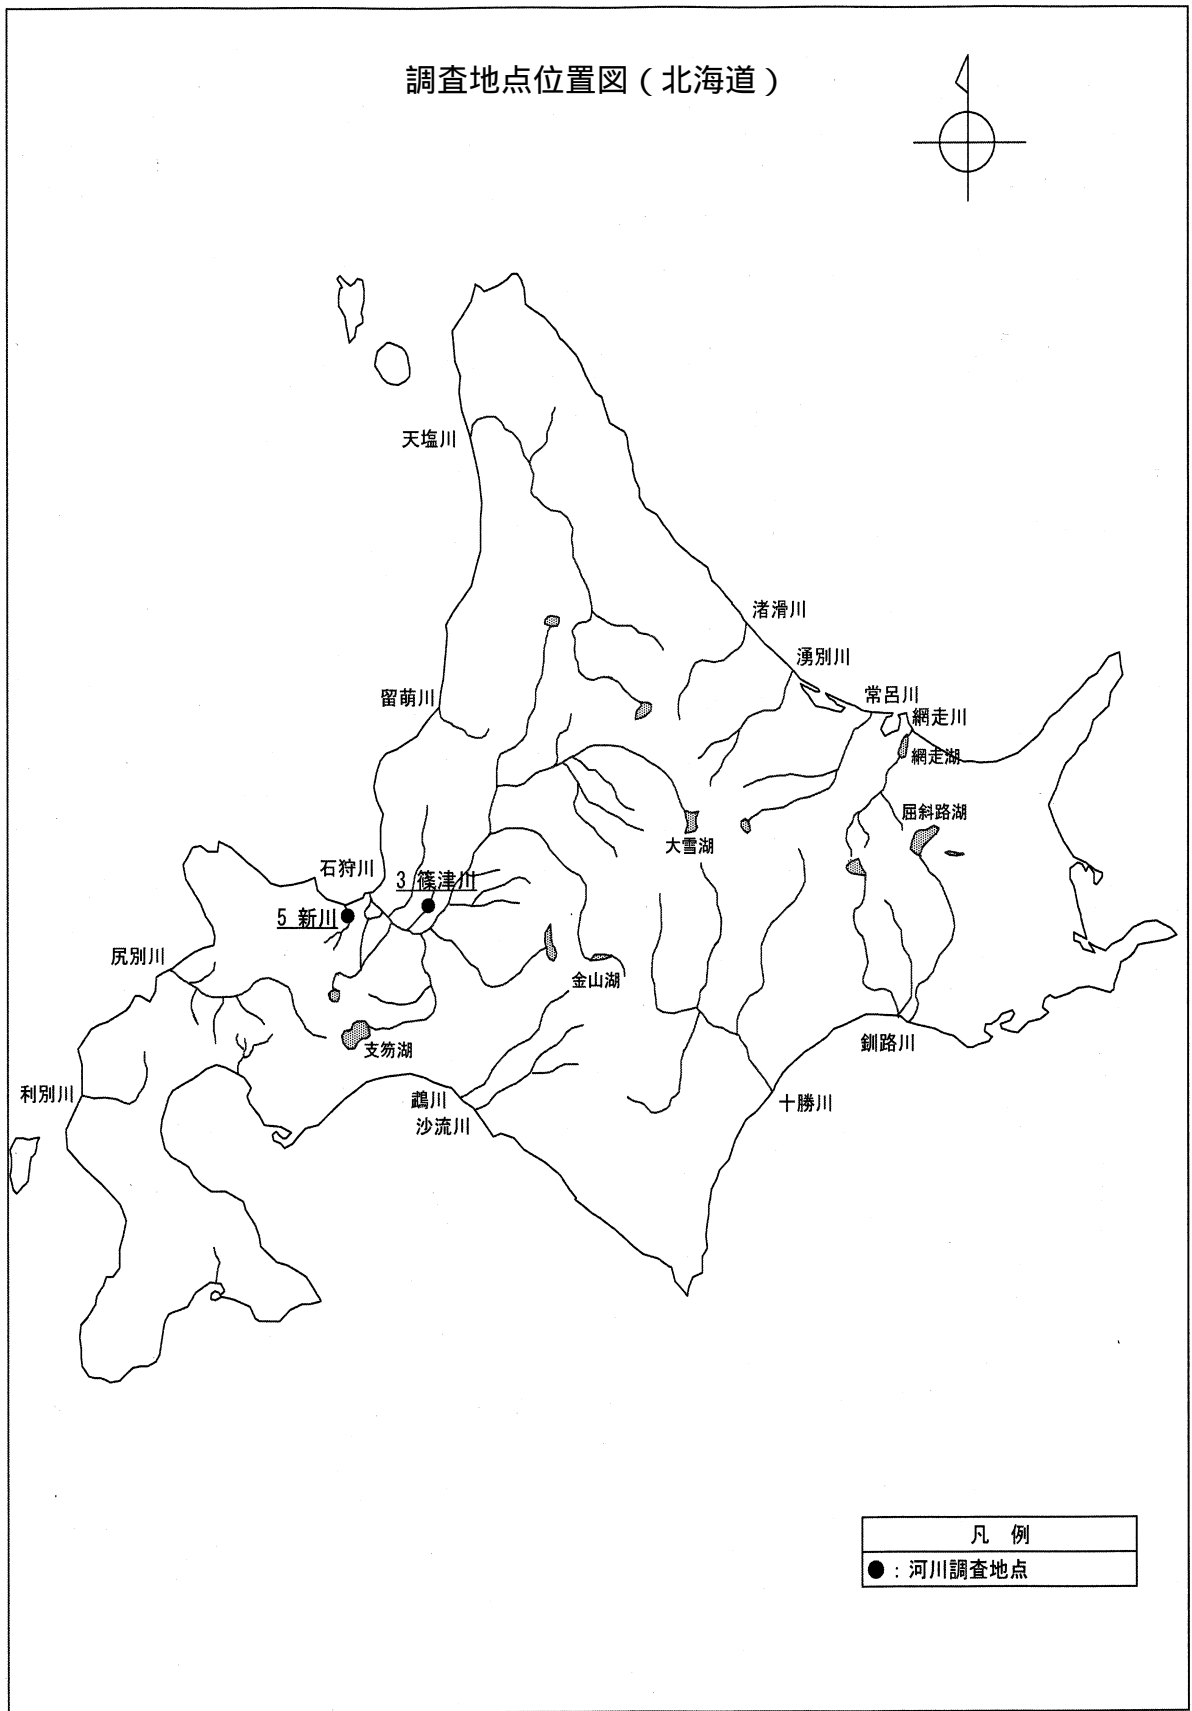 調査地点位置図（北海道）
天塩川
渚滑川
湧別川
留萌川
常呂川
網走川
網走湖
屈斜路湖
大雪湖
石狩川
3 篠津川
5 新川
尻別川
金山湖
支笏湖
釧路川
利別川
鵡川
沙流川
十勝川
凡　例
●：河川調査地点